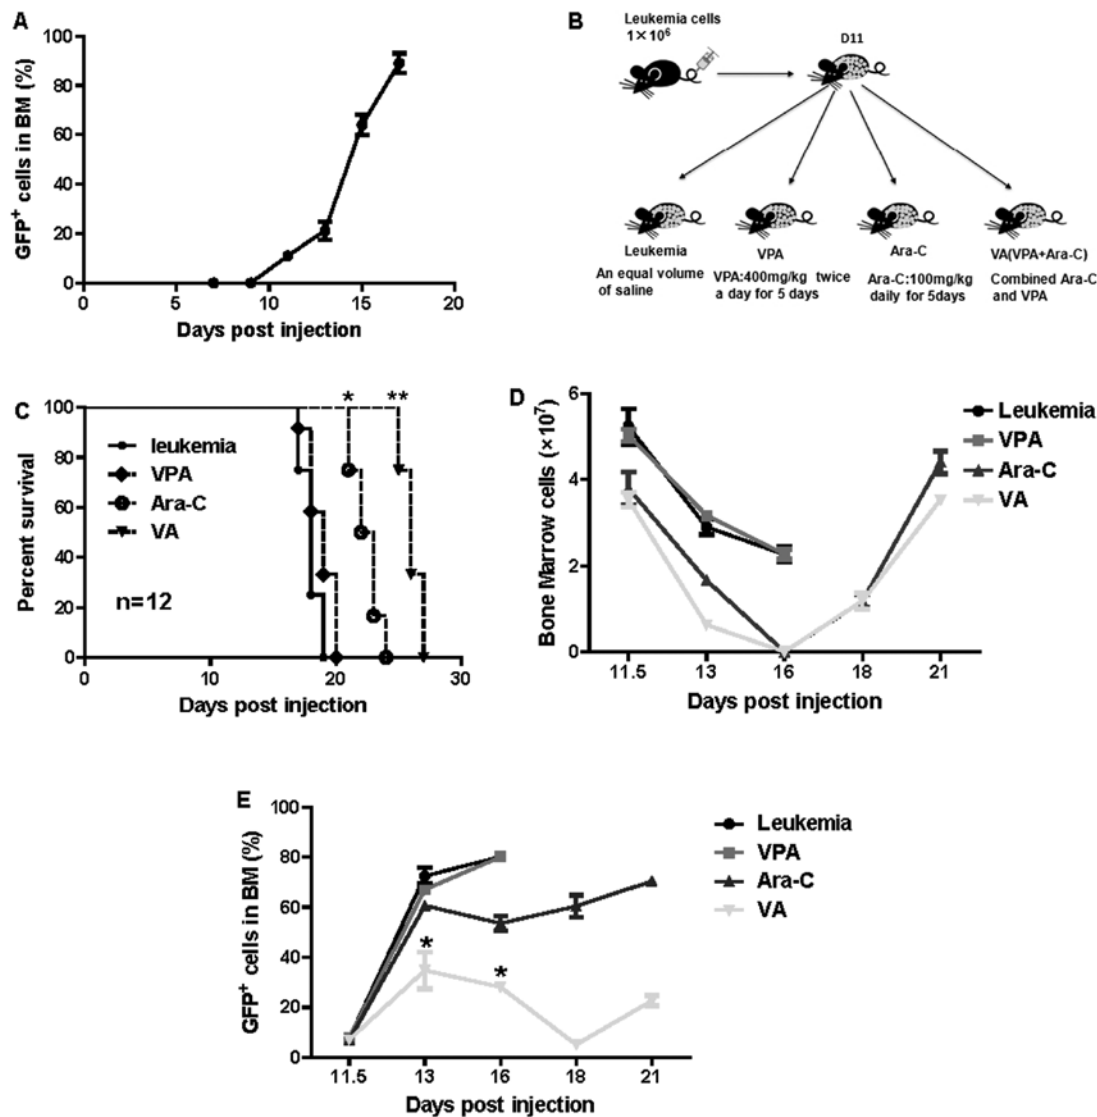 A
GFP+ cells in BM (%)
100
80
60
40
20
0
0
5
10
15
20
Days post injection
B
Leukemia cells
1×10⁶
D11
Leukemia
An equal volume
of saline
VPA
VPA:400mg/kg twice
a day for 5 days
Ara-C
Ara-C:100mg/kg
daily for 5days
VA(VPA+Ara-C)
Combined Ara-C
and VPA
C
Percent survival
100
80
60
40
20
0
*
**
leukemia
VPA
Ara-C
VA
n=12
0
10
20
30
Days post injection
D
Bone Marrow cells (×10⁷)
6
4
2
0
11.5
13
16
18
21
Days post injection
Leukemia
VPA
Ara-C
VA
E
GFP+ cells in BM (%)
100
80
60
40
20
0
*
*
11.5
13
16
18
21
Days post injection
Leukemia
VPA
Ara-C
VA